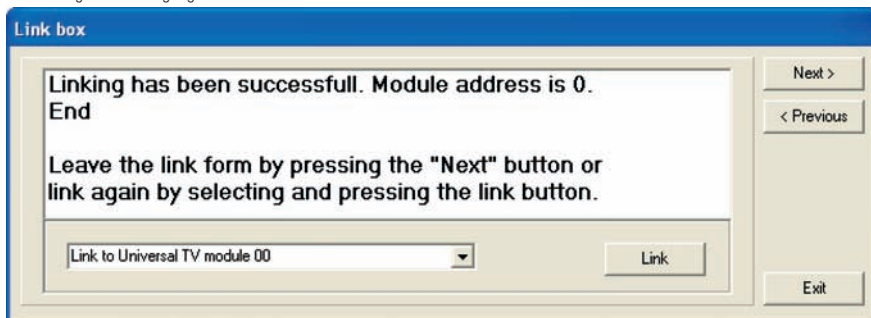 Link box
Linking has been successfull. Module address is 0.
End
Leave the link form by pressing the "Next" button or
link again by selecting and pressing the link button.
Link to Universal TV module 00
Link
Next >
< Previous
Exit